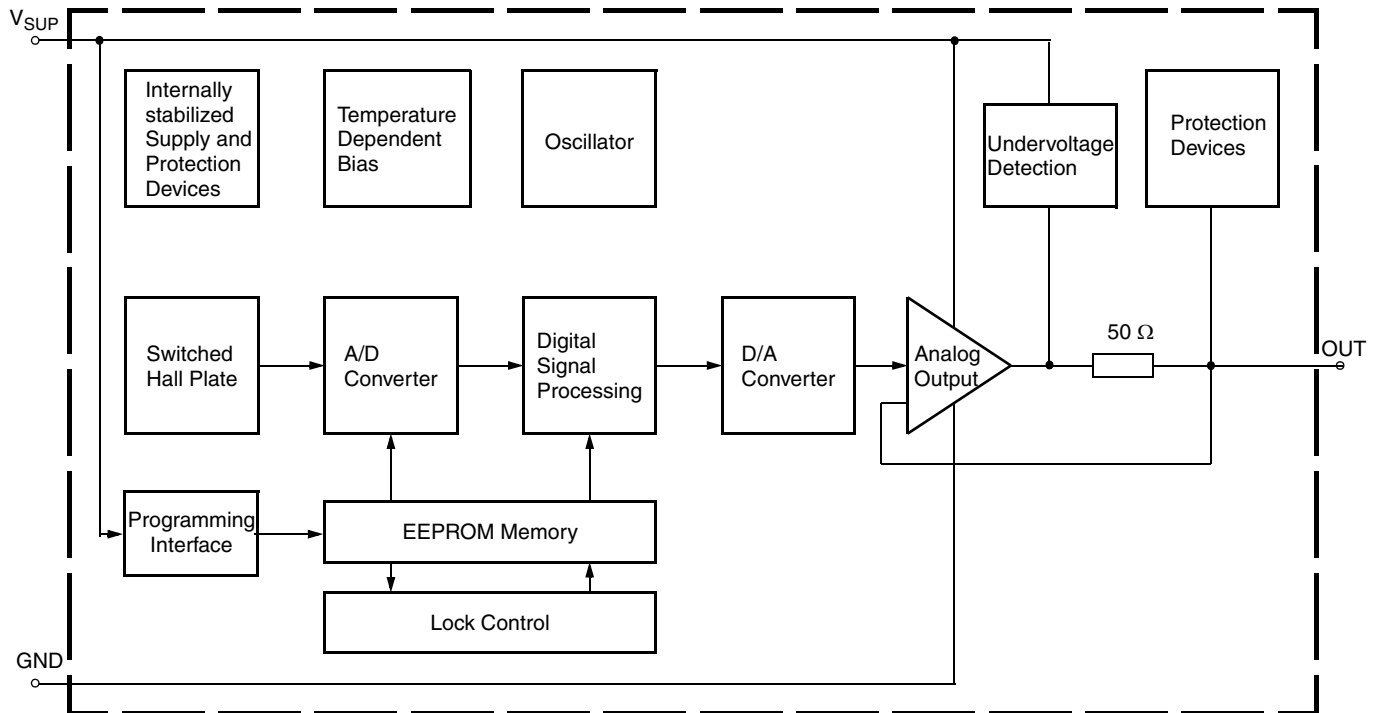 VSUP
Internally
stabilized
Supply and
Protection
Devices
Temperature
Dependent
Bias
Oscillator
Undervoltage
Detection
Protection
Devices
Switched
Hall Plate
A/D
Converter
Digital
Signal
Processing
D/A
Converter
Analog
Output
50 Ω
OUT
Programming
Interface
EEPROM Memory
Lock Control
GND